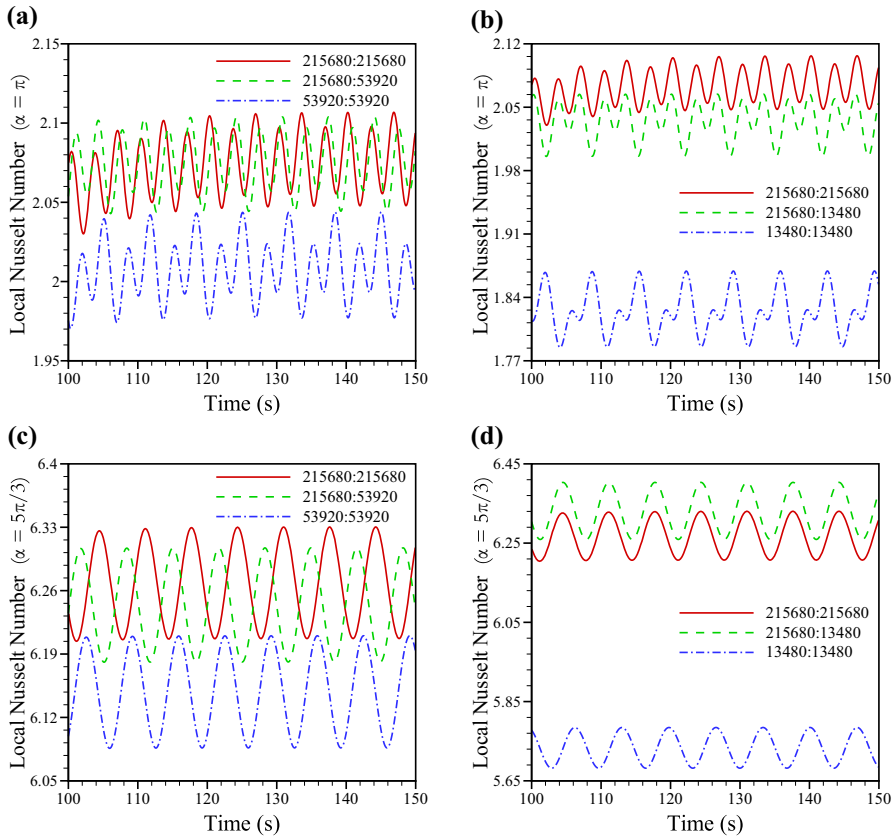 (a)
Local Nusselt Number (α = π)
2.15
2.1
2.05
2
1.95
215680:215680
215680:53920
53920:53920
100 110 120 130 140 150
Time (s)
(b)
Local Nusselt Number (α = π)
2.12
2.05
1.98
1.91
1.84
1.77
215680:215680
215680:13480
13480:13480
100 110 120 130 140 150
Time (s)
(c)
Local Nusselt Number (α = 5π/3)
6.4
6.33
6.26
6.19
6.12
6.05
215680:215680
215680:53920
53920:53920
100 110 120 130 140 150
Time (s)
(d)
Local Nusselt Number (α = 5π/3)
6.45
6.25
6.05
5.85
5.65
215680:215680
215680:13480
13480:13480
100 110 120 130 140 150
Time (s)